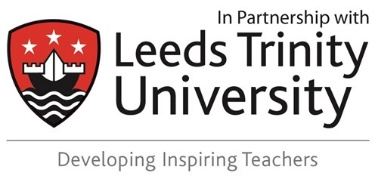 In Partnership with
Leeds Trinity
University
Developing Inspiring Teachers